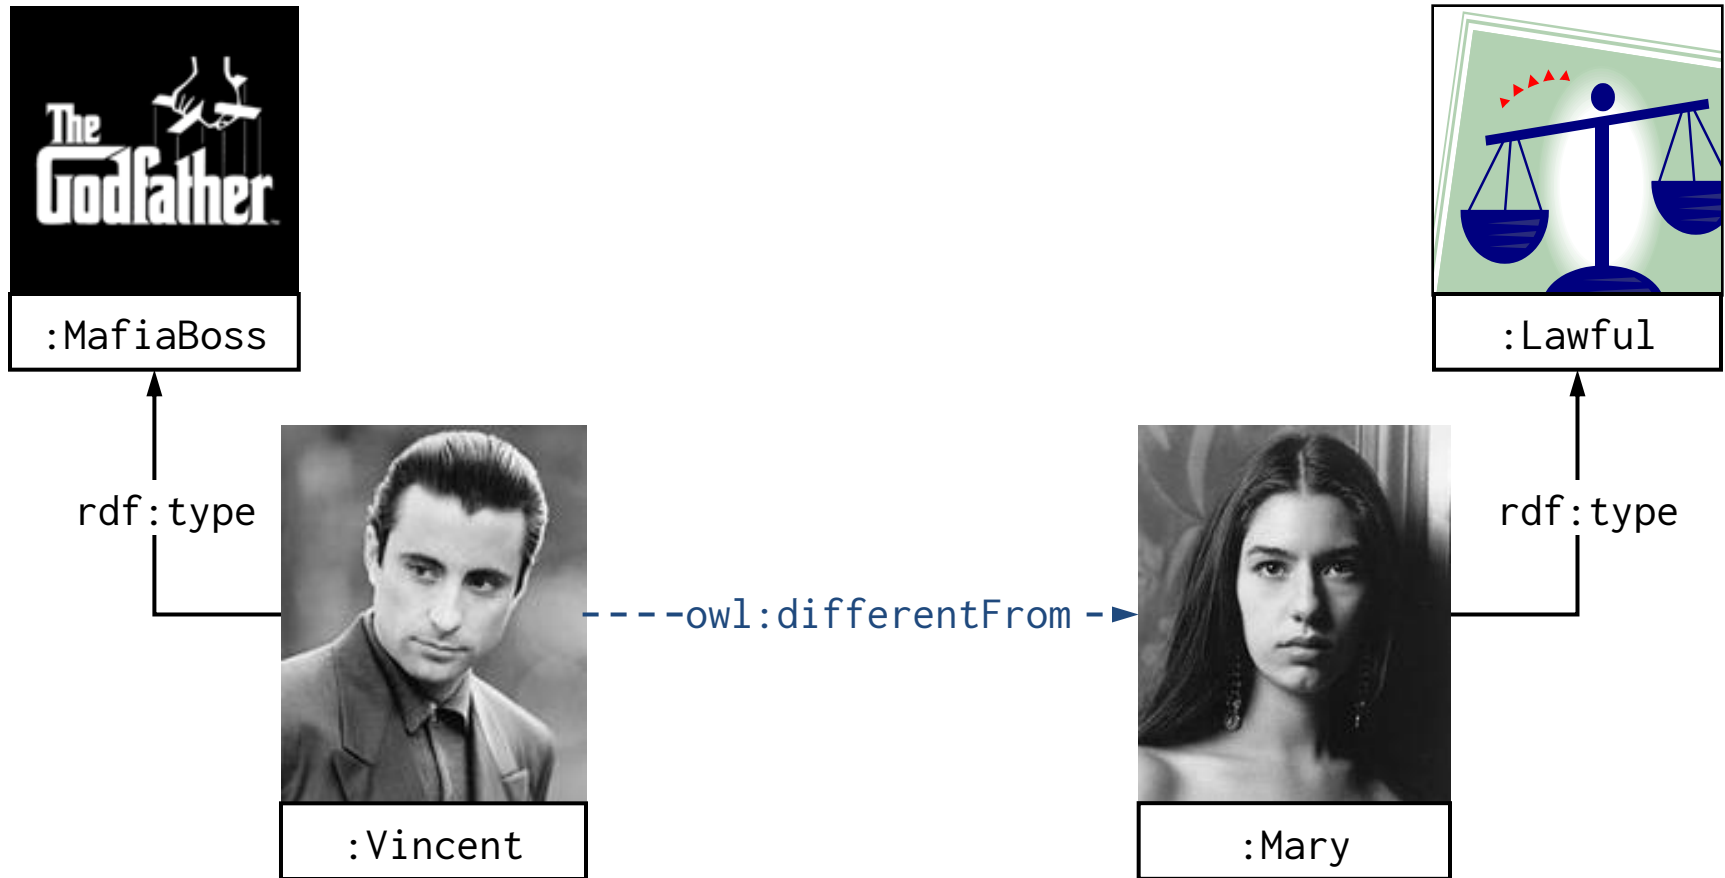 The
Godfather
:MafiaBoss
:Lawful
rdf:type
rdf:type
owl:differentFrom
:Vincent
:Mary